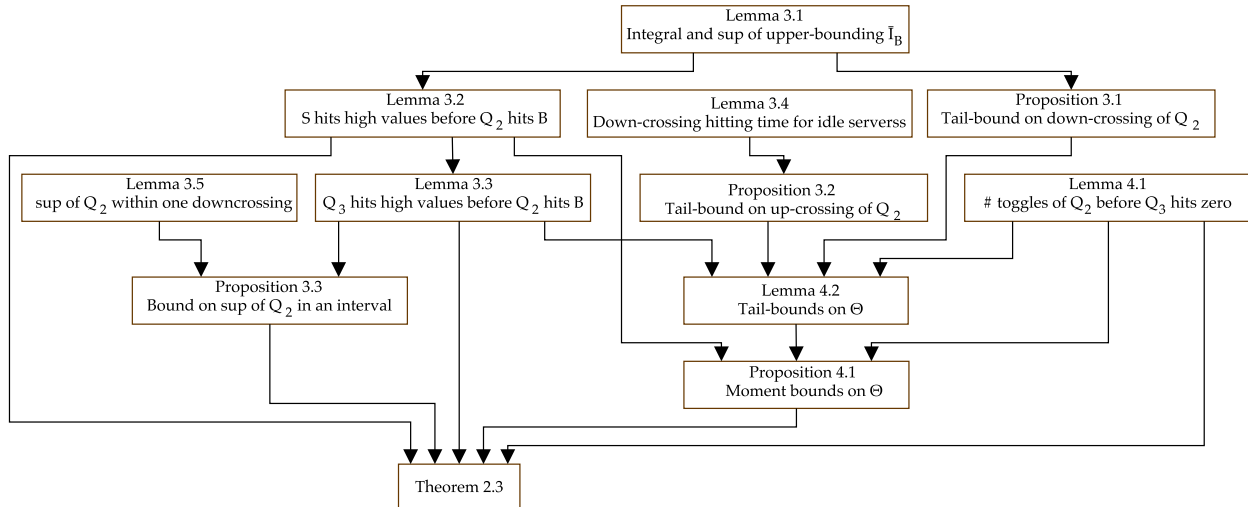 Lemma 3.1
Integral and sup of upper-bounding Ī_B
Lemma 3.2
S hits high values before Q_2 hits B
Lemma 3.4
Down-crossing hitting time for idle serverss
Proposition 3.1
Tail-bound on down-crossing of Q_2
Lemma 3.5
sup of Q_2 within one downcrossing
Lemma 3.3
Q_3 hits high values before Q_2 hits B
Proposition 3.2
Tail-bound on up-crossing of Q_2
Lemma 4.1
# toggles of Q_2 before Q_3 hits zero
Proposition 3.3
Bound on sup of Q_2 in an interval
Lemma 4.2
Tail-bounds on Θ
Proposition 4.1
Moment bounds on Θ
Theorem 2.3